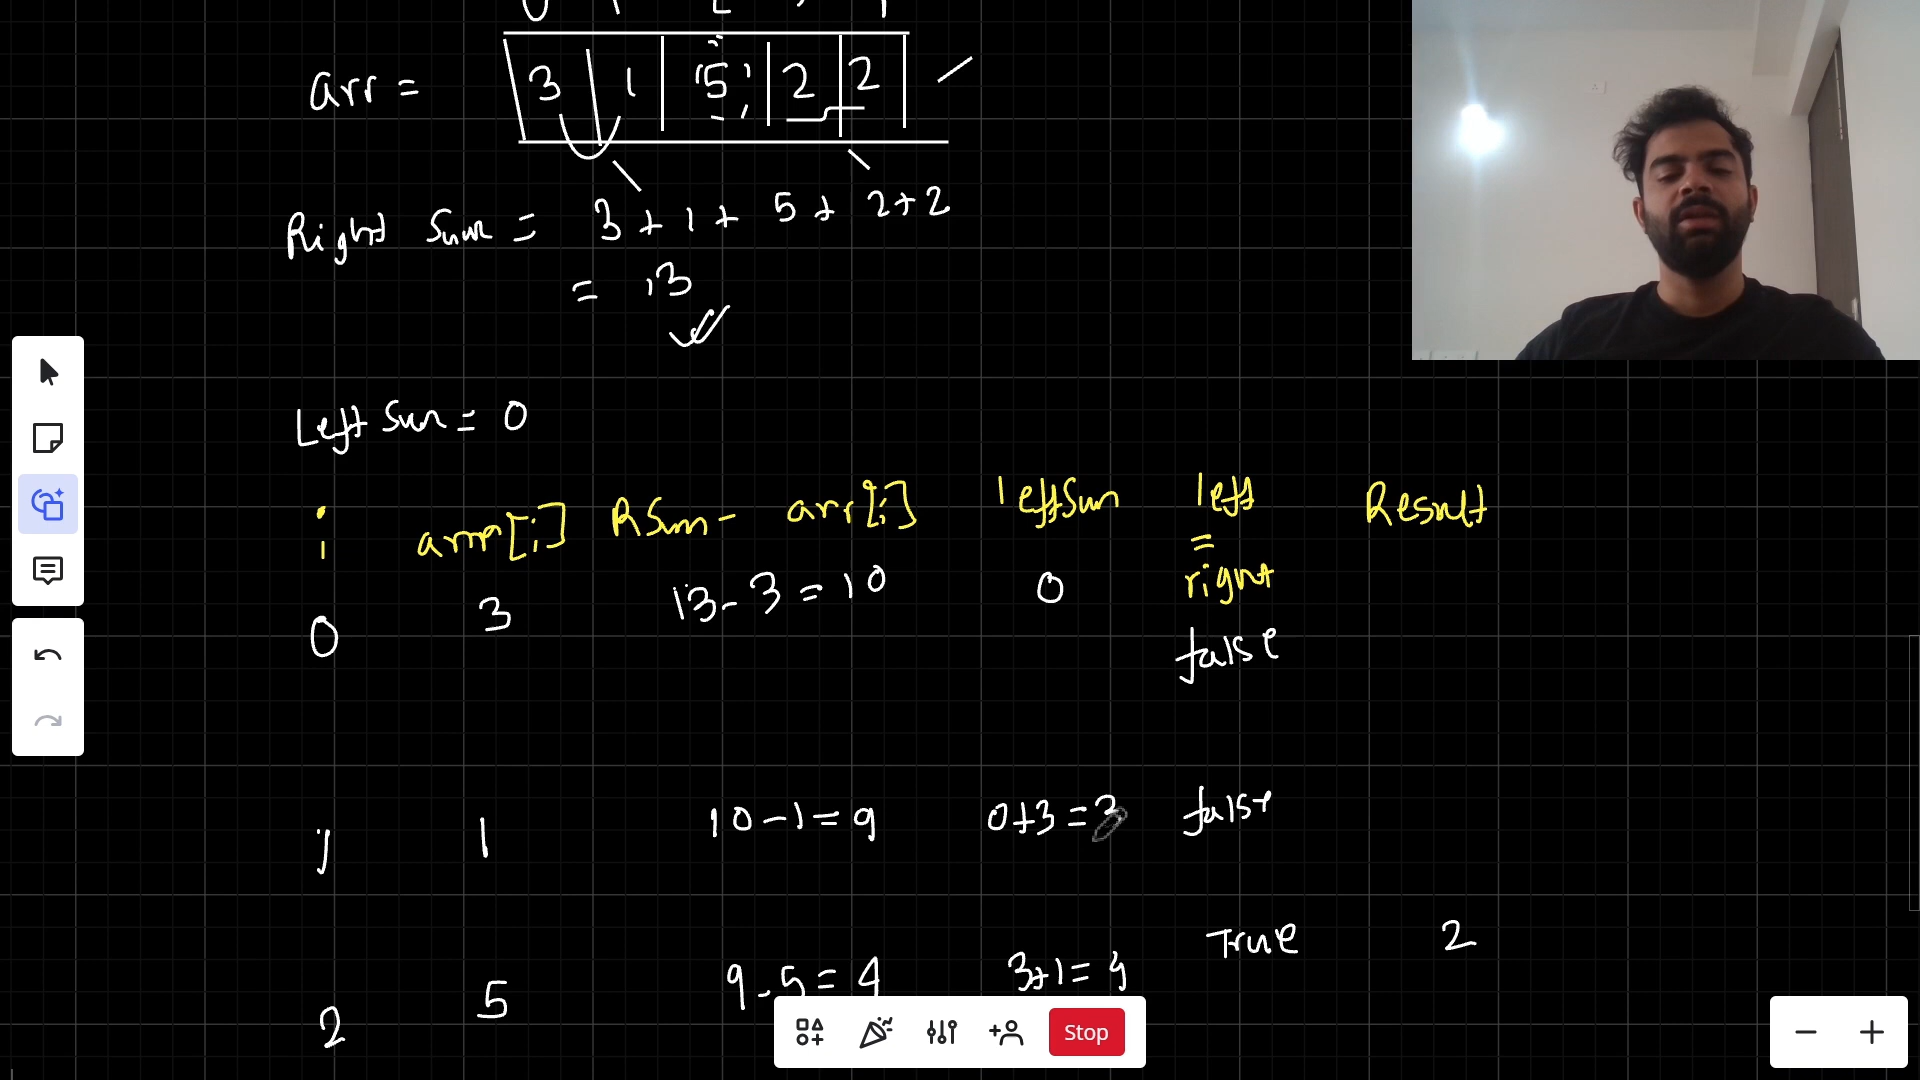 arr = 3 1 5 2 2
Right Sum = 3 + 1 + 5 + 2+2
= 13
Left Sum = 0
i arr[i] RSum - arr[i] leftSum left = right Result
0 3 13-3=10 0 false
1 1 10-1=9 0+3=3 false
2 5 9-5=4 3+1=4 True 2
Stop